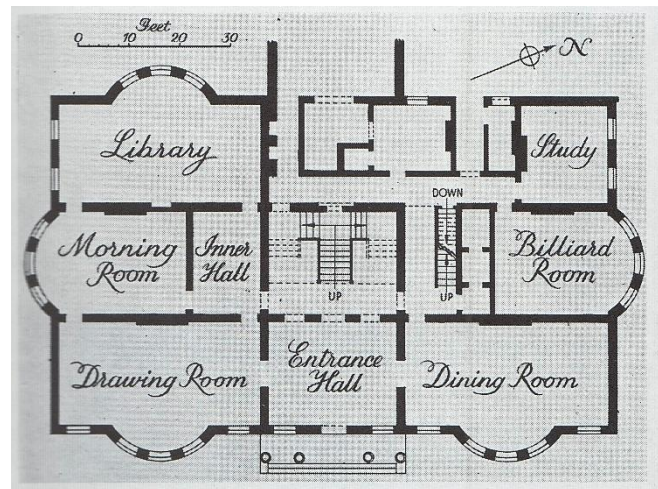 Feet
0 10 20 30
N
Library
Study
DOWN
Morning
Room
Inner
Hall
Billiard
Room
UP
UP
Drawing Room
Entrance
Hall
Dining Room